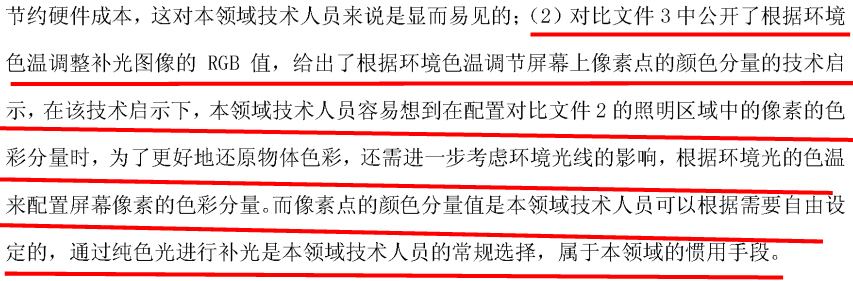 节约硬件成本，这对本领域技术人员来说是显而易见的；（2）对比文件 3 中公开了根据环境
色温调整补光图像的 RGB 值，给出了根据环境色温调节屏幕上像素点的颜色分量的技术启
示，在该技术启示下，本领域技术人员容易想到在配置对比文件 2 的照明区域中的像素的色
彩分量时，为了更好地还原物体色彩，还需进一步考虑环境光线的影响，根据环境光的色温
来配置屏幕像素的色彩分量。而像素点的颜色分量值是本领域技术人员可以根据需要自由设
定的，通过纯色光进行补光是本领域技术人员的常规选择，属于本领域的惯用手段。